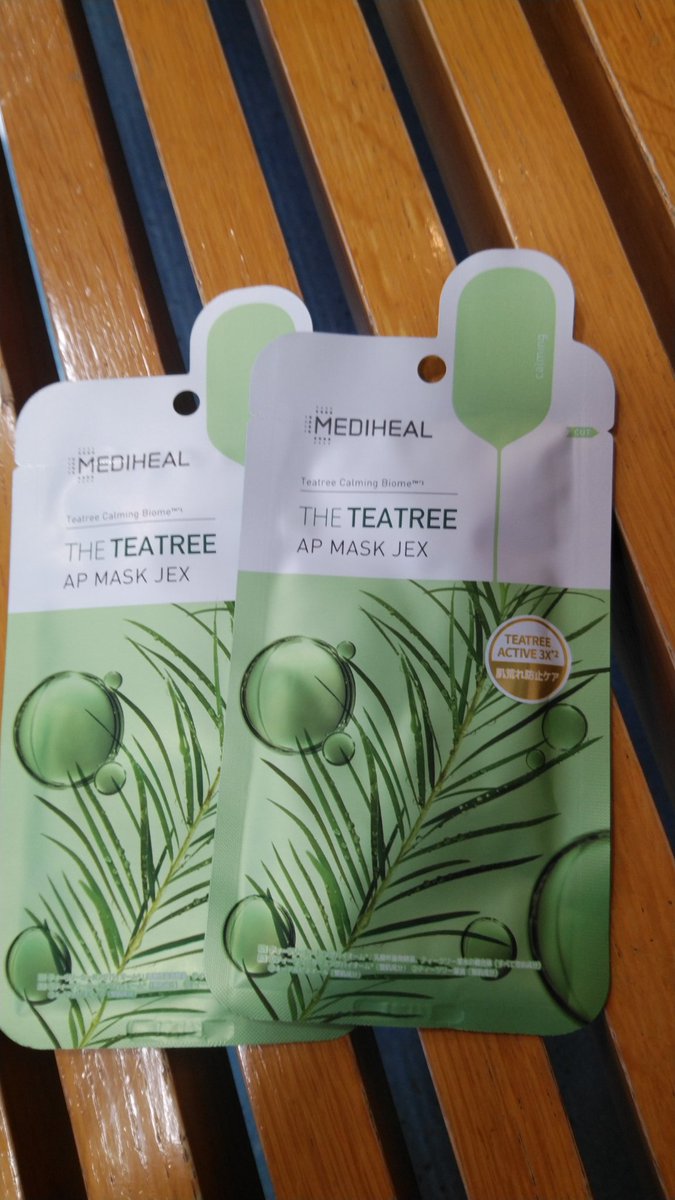 MEDIHEAL
Teatree Calming Biome™*1
THE TEATREE
AP MASK JEX
MEDIHEAL
Teatree Calming Biome™*1
THE TEATREE
AP MASK JEX
calming
CUT
TEATREE
ACTIVE 3X*2
肌荒れ防止ケア